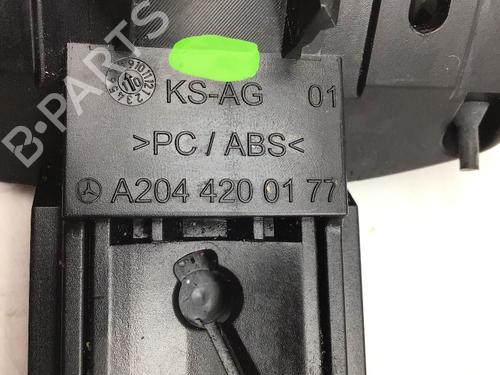 KS-AG 01
>PC / ABS<
A204 420 01 77
B-PARTS